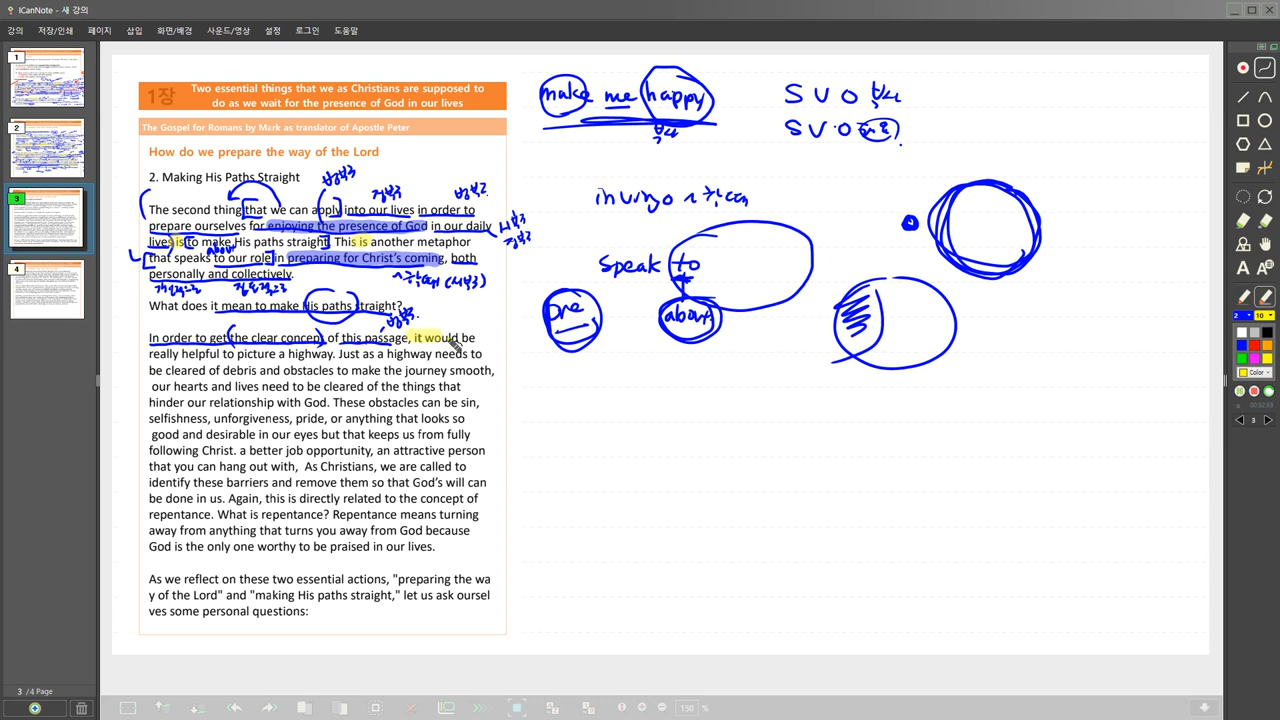 ICanNote - 새 강의
강의 저장/인쇄 페이지 삽입 화면/배경 사운드/영상 설정 로그인 도움말
1
2
3
4
1장
Two essential things that we as Christians are supposed to
do as we wait for the presence of God in our lives
The Gospel for Romans by Mark as translator of Apostle Peter
How do we prepare the way of the Lord
2. Making His Paths Straight
The second thing that we can apply into our lives in order to
prepare ourselves for enjoying the presence of God in our daily
lives is to make His paths straight. This is another metaphor
about
that speaks to our role in preparing for Christ's coming, both
personally and collectively.
What does it mean to make His paths straight?
In order to get the clear concept of this passage, it would be
really helpful to picture a highway. Just as a highway needs to
be cleared of debris and obstacles to make the journey smooth,
our hearts and lives need to be cleared of the things that
hinder our relationship with God. These obstacles can be sin,
selfishness, unforgiveness, pride, or anything that looks so
good and desirable in our eyes but that keeps us from fully
following Christ. a better job opportunity, an attractive person
that you can hang out with, As Christians, we are called to
identify these barriers and remove them so that God's will can
be done in us. Again, this is directly related to the concept of
repentance. What is repentance? Repentance means turning
away from anything that turns you away from God because
God is the only one worthy to be praised in our lives.
As we reflect on these two essential actions, "preparing the wa
y of the Lord" and "making His paths straight," let us ask oursel
ves some personal questions:
make me happy
S V O
S V O
speak to
pre
about
3 / 4 Page
150 %
2 10
Color
Color
3